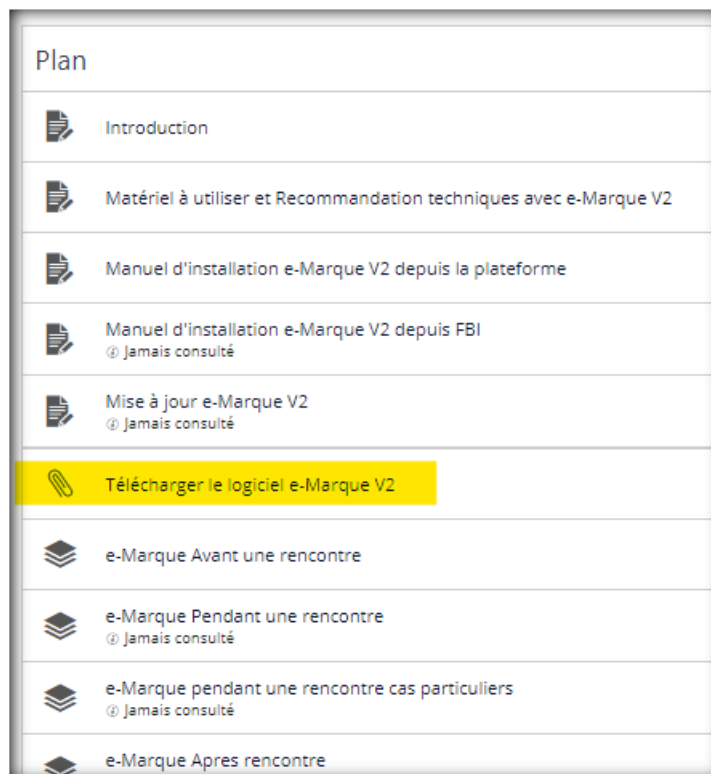 Plan
Introduction
Matériel à utiliser et Recommandation techniques avec e-Marque V2
Manuel d'installation e-Marque V2 depuis la plateforme
Manuel d'installation e-Marque V2 depuis FBI
Jamais consulté
Mise à jour e-Marque V2
Jamais consulté
Télécharger le logiciel e-Marque V2
e-Marque Avant une rencontre
e-Marque Pendant une rencontre
Jamais consulté
e-Marque pendant une rencontre cas particuliers
Jamais consulté
e-Marque Apres rencontre